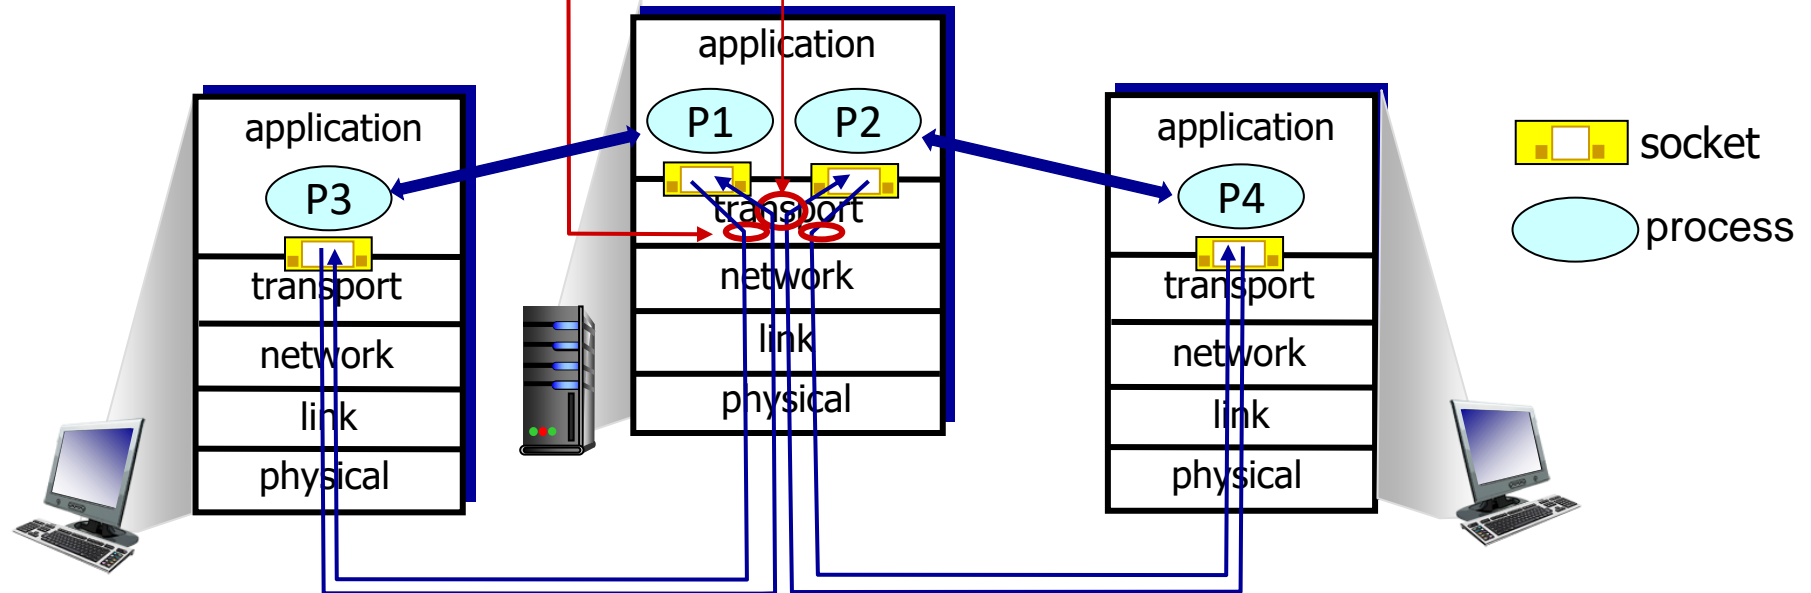 application
P3
transport
network
link
physical
application
P1 P2
transport
network
link
physical
application
P4
transport
network
link
physical
socket
process